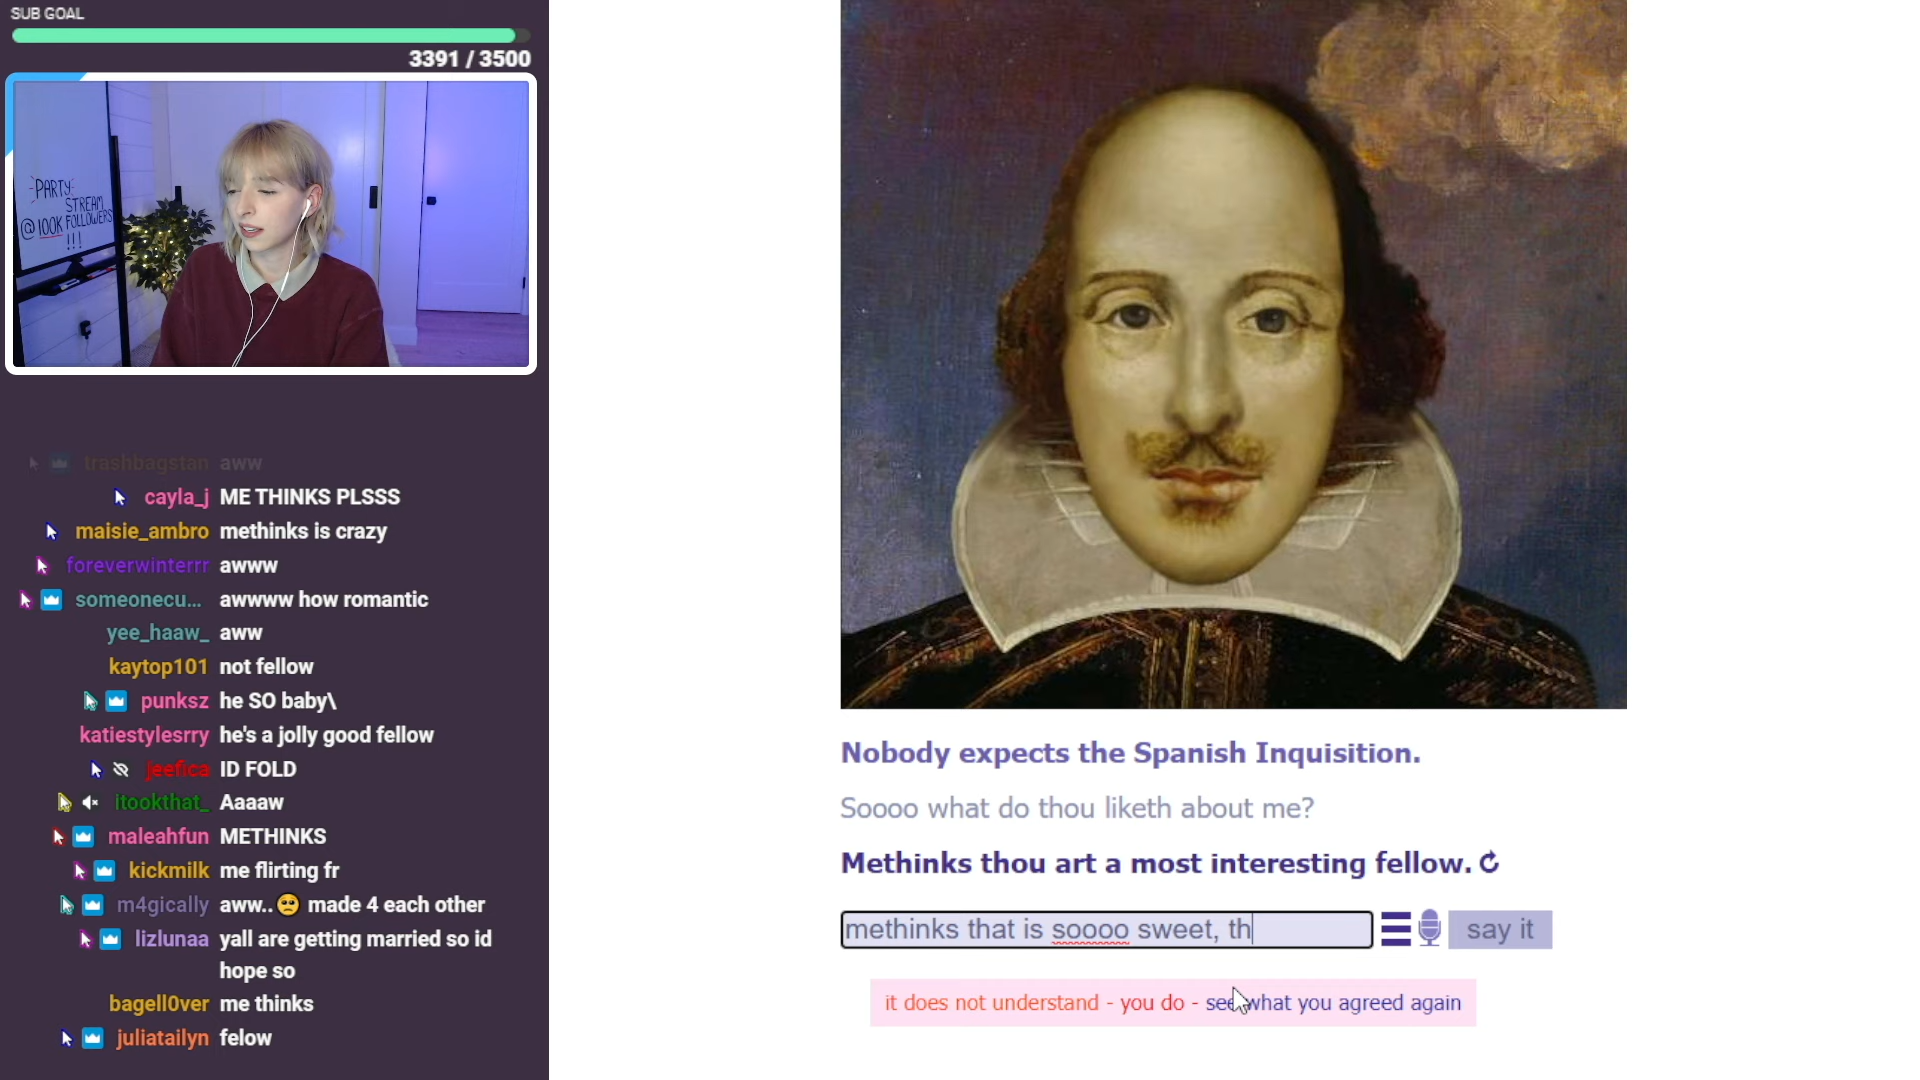 SUB GOAL
3391 / 3500
-PARTY-
STREAM
@100K FOLLOWERS
!!!
trashbagstan aww
cayla_j ME THINKS PLSSS
maisie_ambro methinks is crazy
foreverwinterrr awww
someonecu... awwww how romantic
yee_haaw_ aww
kaytop101 not fellow
punksz he SO baby\
katiestylesrry he's a jolly good fellow
jeefica ID FOLD
itookthat_ Aaaaw
maleahfun METHINKS
kickmilk me flirting fr
m4gically aww..🥺 made 4 each other
lizlunaa yall are getting married so id
hope so
bagell0ver me thinks
juliatailyn felow
Nobody expects the Spanish Inquisition.
Soooo what do thou liketh about me?
Methinks thou art a most interesting fellow.
methinks that is soooo sweet, th
say it
it does not understand - you do - see what you agreed again